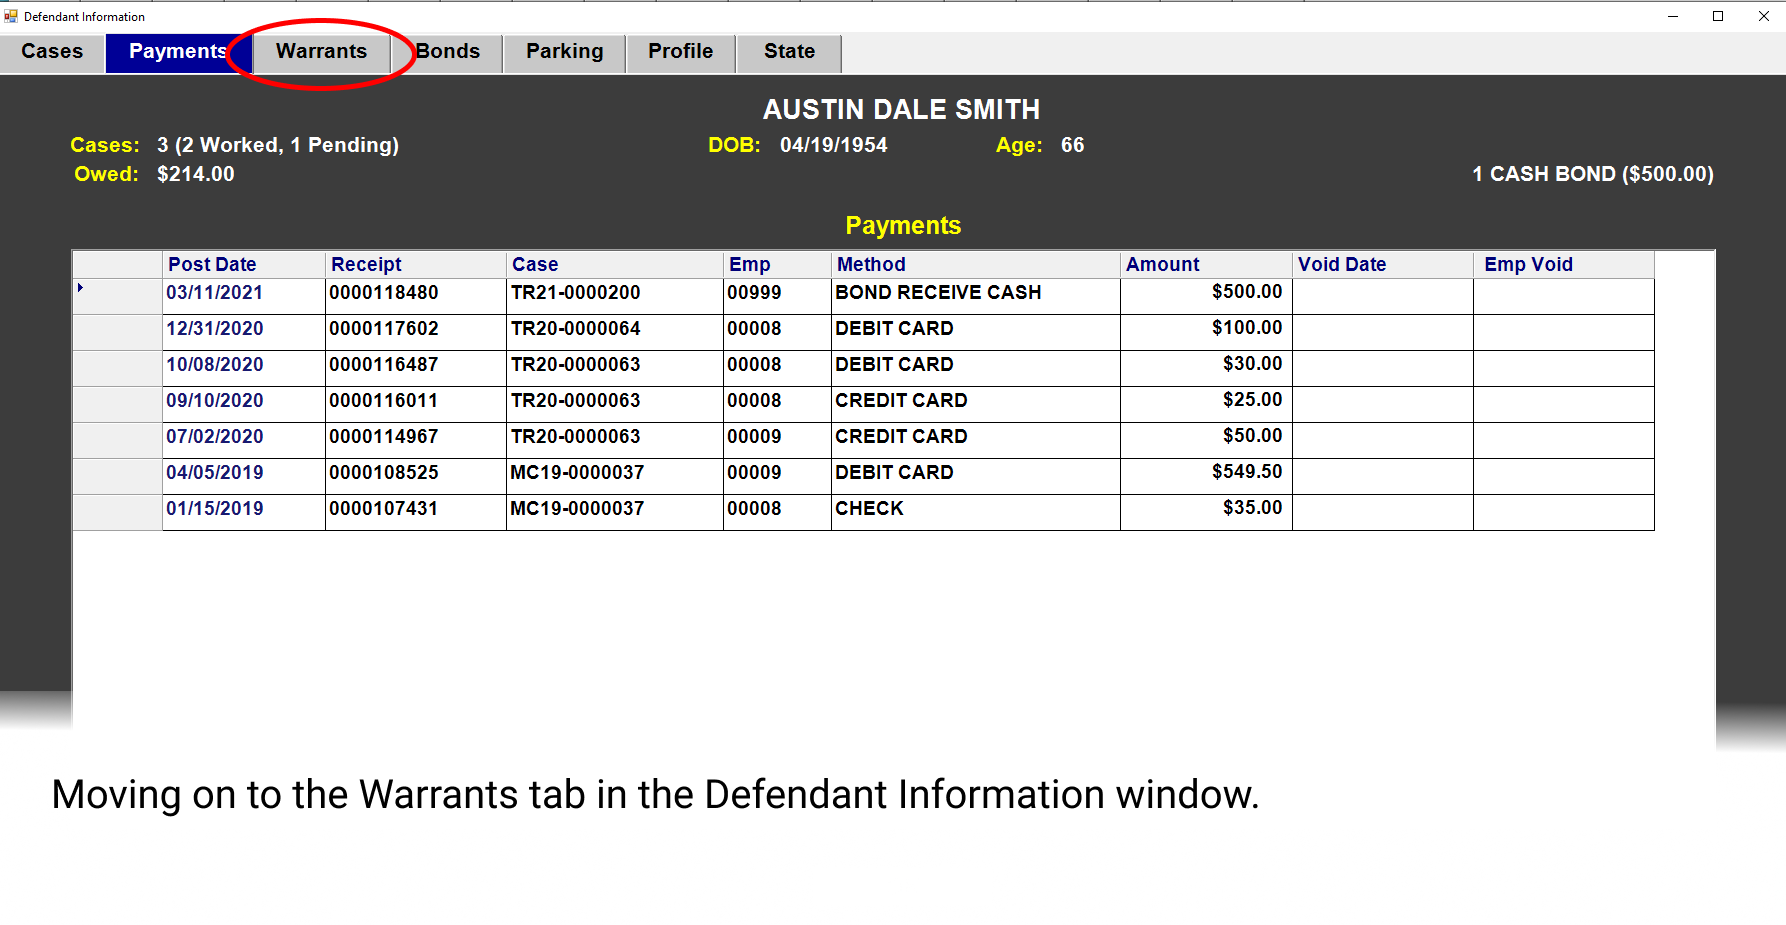 Defendant Information
Cases Payments Warrants Bonds Parking Profile State
AUSTIN DALE SMITH
Cases: 3 (2 Worked, 1 Pending) DOB: 04/19/1954 Age: 66
Owed: $214.00 1 CASH BOND ($500.00)
Payments
Post Date Receipt Case Emp Method Amount Void Date Emp Void
03/11/2021 0000118480 TR21-0000200 00999 BOND RECEIVE CASH $500.00
12/31/2020 0000117602 TR20-0000064 00008 DEBIT CARD $100.00
10/08/2020 0000116487 TR20-0000063 00008 DEBIT CARD $30.00
09/10/2020 0000116011 TR20-0000063 00008 CREDIT CARD $25.00
07/02/2020 0000114967 TR20-0000063 00009 CREDIT CARD $50.00
04/05/2019 0000108525 MC19-0000037 00009 DEBIT CARD $549.50
01/15/2019 0000107431 MC19-0000037 00008 CHECK $35.00
Moving on to the Warrants tab in the Defendant Information window.